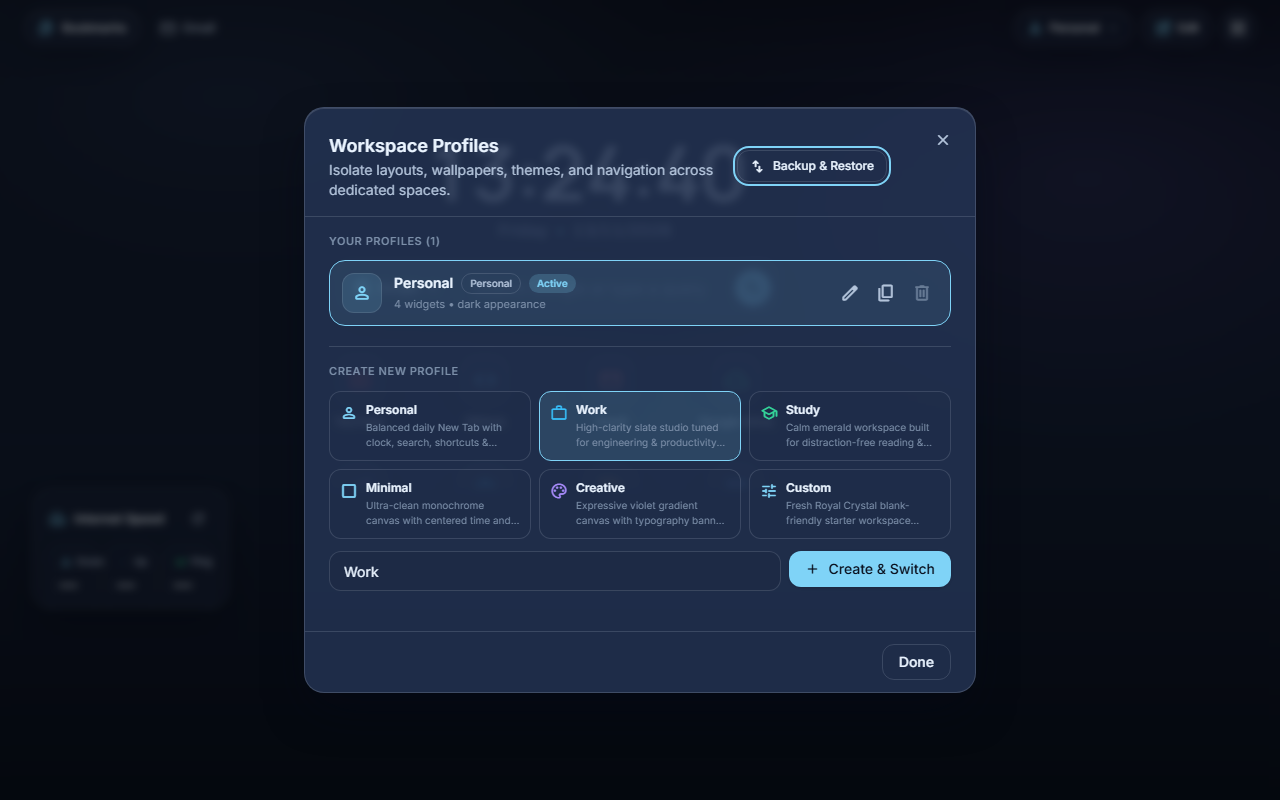 Workspace Profiles
Isolate layouts, wallpapers, themes, and navigation across
dedicated spaces.
Backup & Restore
YOUR PROFILES (1)
Personal Personal Active
4 widgets • dark appearance
CREATE NEW PROFILE
Personal
Balanced daily New Tab with
clock, search, shortcuts &...
Work
High-clarity slate studio tuned
for engineering & productivity...
Study
Calm emerald workspace built
for distraction-free reading &...
Minimal
Ultra-clean monochrome
canvas with centered time and...
Creative
Expressive violet gradient
canvas with typography bann...
Custom
Fresh Royal Crystal blank-
friendly starter workspace...
Work
Create & Switch
Done